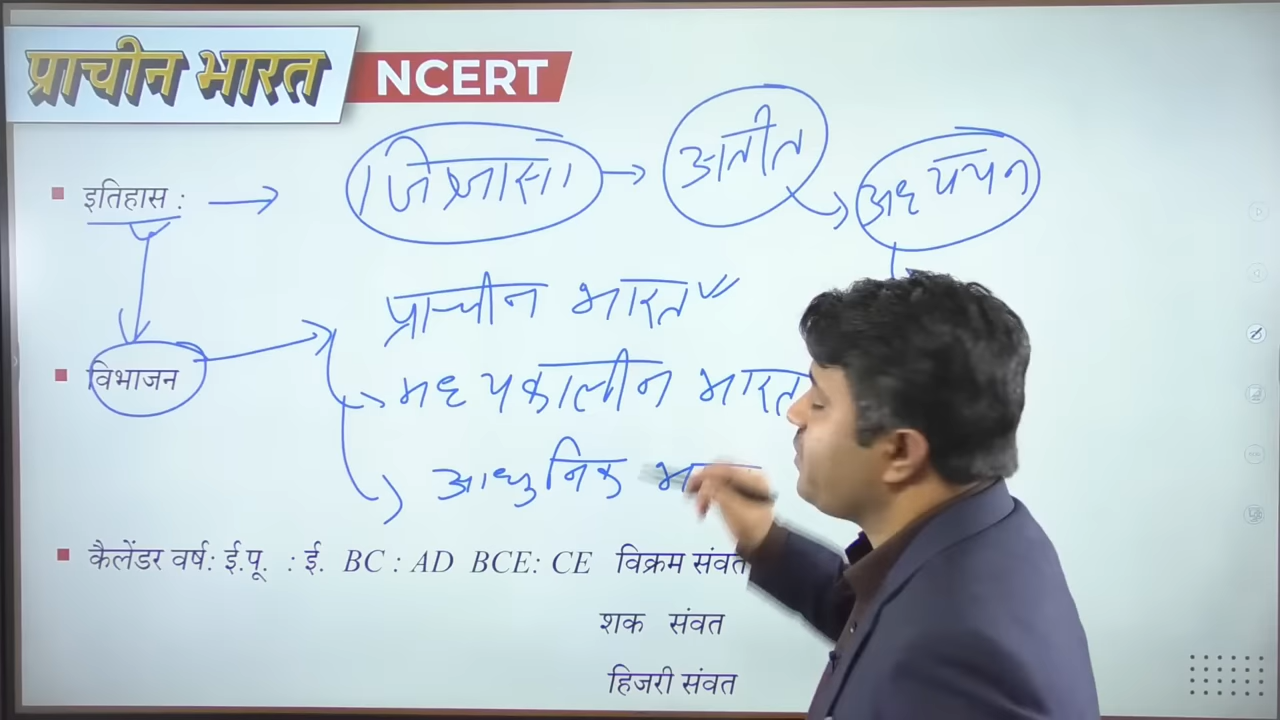 प्राचीन भारत NCERT
इतिहास : → जिज्ञासा → अतीत → अध्ययन
प्राचीन भारत
विभाजन → मध्यकालीन भारत
आधुनिक
कैलेंडर वर्ष: ई.पू. : ई. BC : AD BCE: CE विक्रम संवत
शक संवत
हिजरी संवत